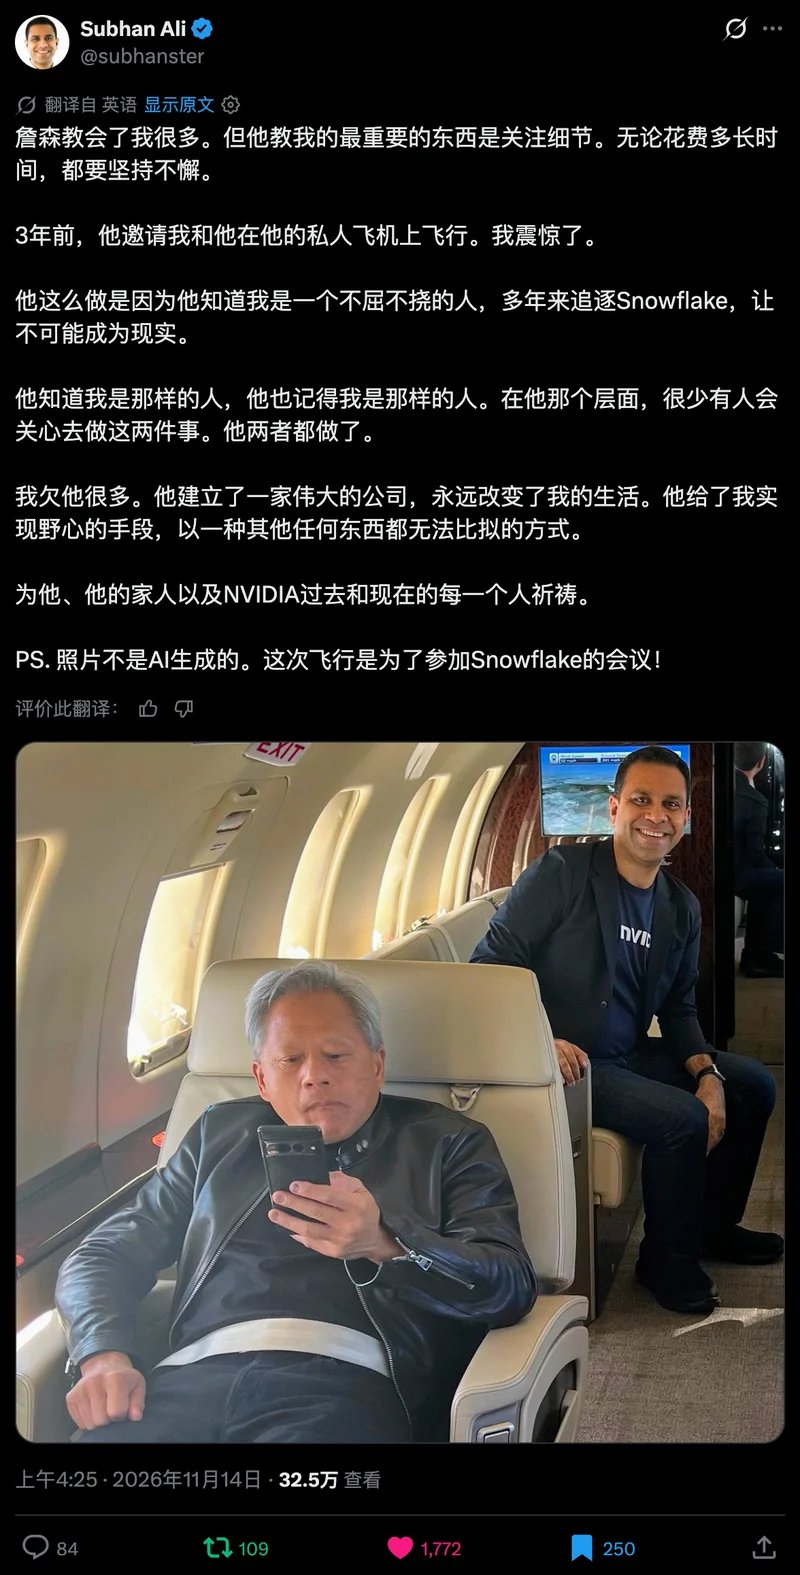 Subhan Ali
@subhanster
翻译自 英语 显示原文
詹森教会了我很多。但他教我的最重要的东西是关注细节。无论花费多长时
间，都要坚持不懈。
3年前，他邀请我和他在他的私人飞机上飞行。我震惊了。
他这么做是因为他知道我是一个不屈不挠的人，多年来追逐Snowflake，让
不可能成为现实。
他知道我是那样的人，他也记得我是那样的人。在他那个层面，很少有人会
关心去做这两件事。他两者都做了。
我欠他很多。他建立了一家伟大的公司，永远改变了我的生活。他给了我实
现野心的手段，以一种其他任何东西都无法比拟的方式。
为他、他的家人以及NVIDIA过去和现在的每一个人祈祷。
PS. 照片不是AI生成的。这次飞行是为了参加Snowflake的会议！
评价此翻译：
EXIT
上午4:25 · 2026年11月14日 · 32.5万 查看
84 109 1,772 250